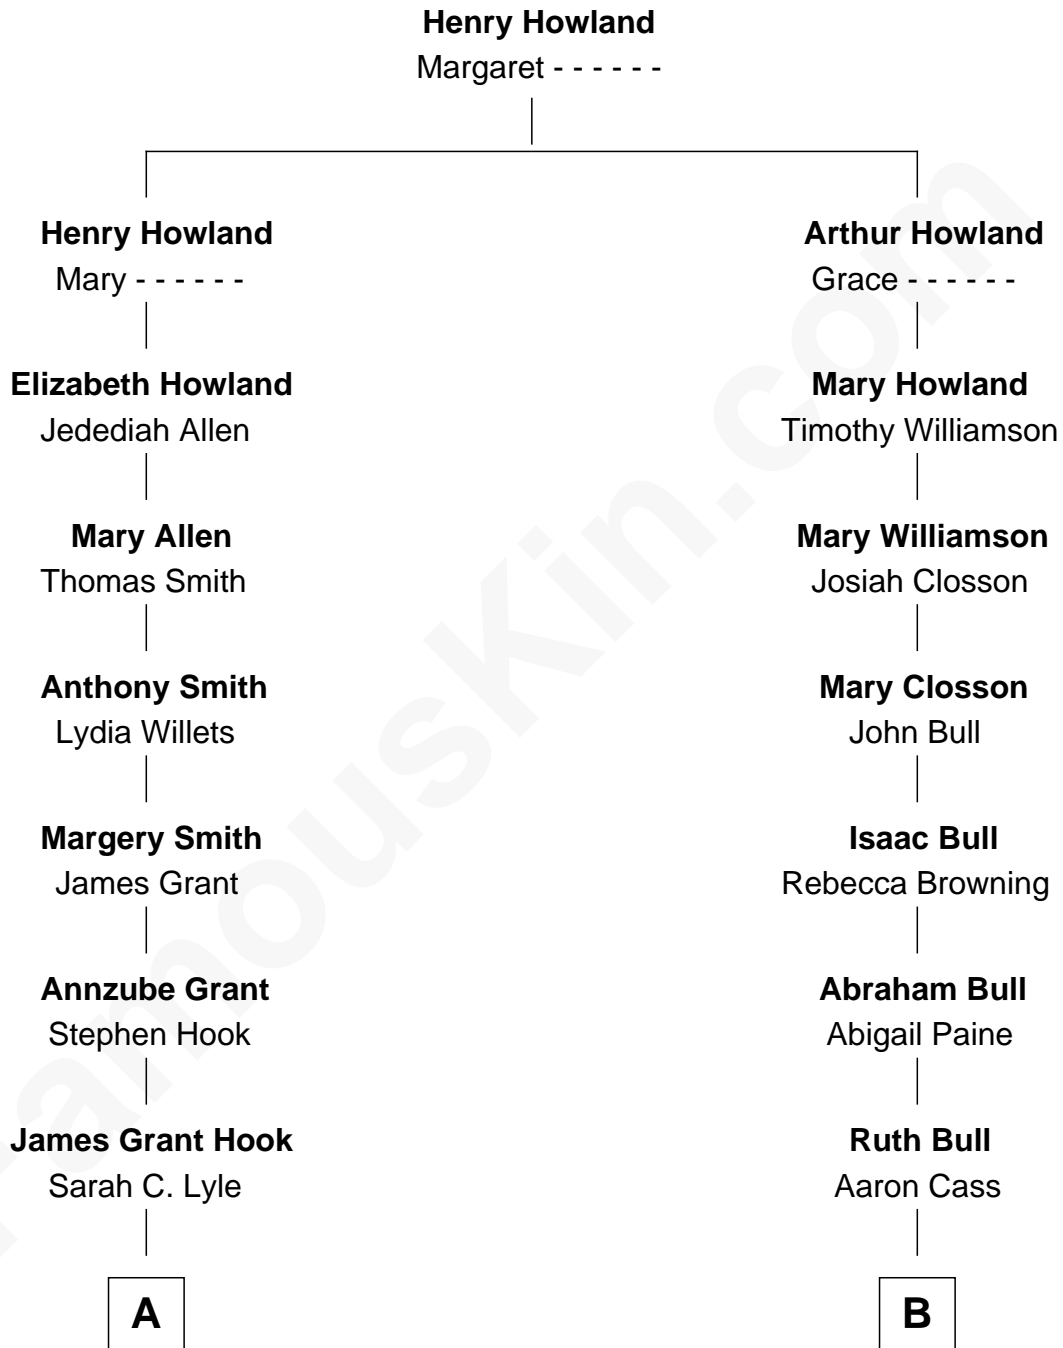 Henry Howland
Margaret - - - - - -
Henry Howland
Mary - - - - - -
Elizabeth Howland
Jedediah Allen
Mary Allen
Thomas Smith
Anthony Smith
Lydia Willets
Margery Smith
James Grant
Annzube Grant
Stephen Hook
James Grant Hook
Sarah C. Lyle
A
Arthur Howland
Grace - - - - - -
Mary Howland
Timothy Williamson
Mary Williamson
Josiah Closson
Mary Closson
John Bull
Isaac Bull
Rebecca Browning
Abraham Bull
Abigail Paine
Ruth Bull
Aaron Cass
B
FamousKin.com